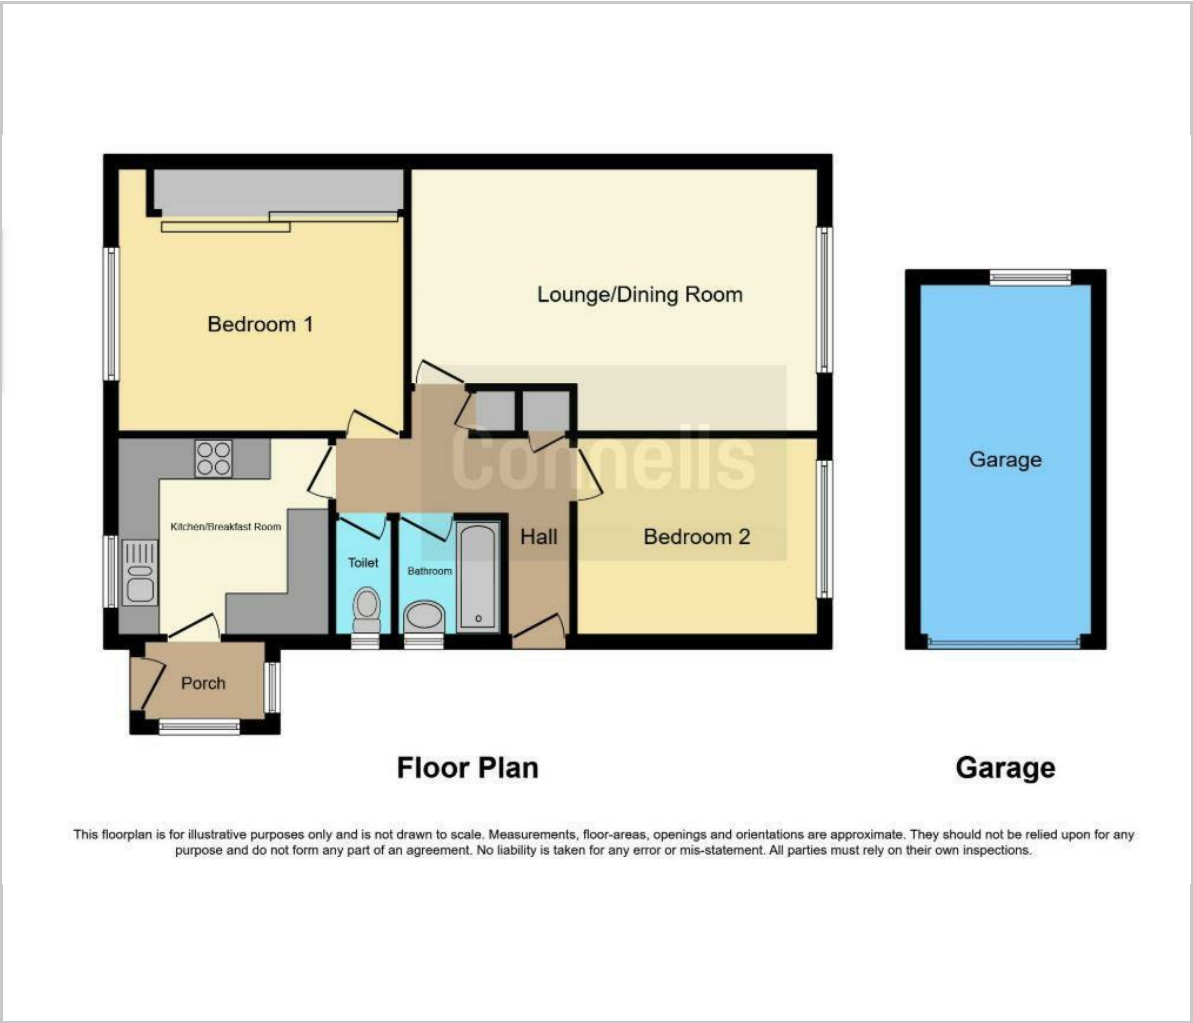 Bedroom 1
Lounge/Dining Room
Garage
Connells
Kitchen/Breakfast Room
Toilet
Bathroom
Hall
Bedroom 2
Porch
Floor Plan
Garage
This floorplan is for illustrative purposes only and is not drawn to scale. Measurements, floor-areas, openings and orientations are approximate. They should not be relied upon for any
purpose and do not form any part of an agreement. No liability is taken for any error or mis-statement. All parties must rely on their own inspections.